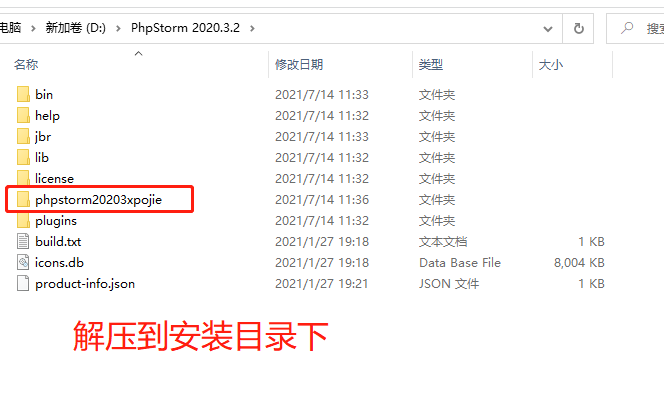 电脑 › 新加卷 (D:) › PhpStorm 2020.3.2 ›
搜索
名称 修改日期 类型 大小
bin 2021/7/14 11:33 文件夹
help 2021/7/14 11:32 文件夹
jbr 2021/7/14 11:33 文件夹
lib 2021/7/14 11:33 文件夹
license 2021/7/14 11:32 文件夹
phpstorm20203xpojie 2021/7/14 11:36 文件夹
plugins 2021/7/14 11:32 文件夹
build.txt 2021/1/27 19:18 文本文档 1 KB
icons.db 2021/1/27 19:18 Data Base File 8,004 KB
product-info.json 2021/1/27 19:21 JSON 文件 1 KB
解压到安装目录下